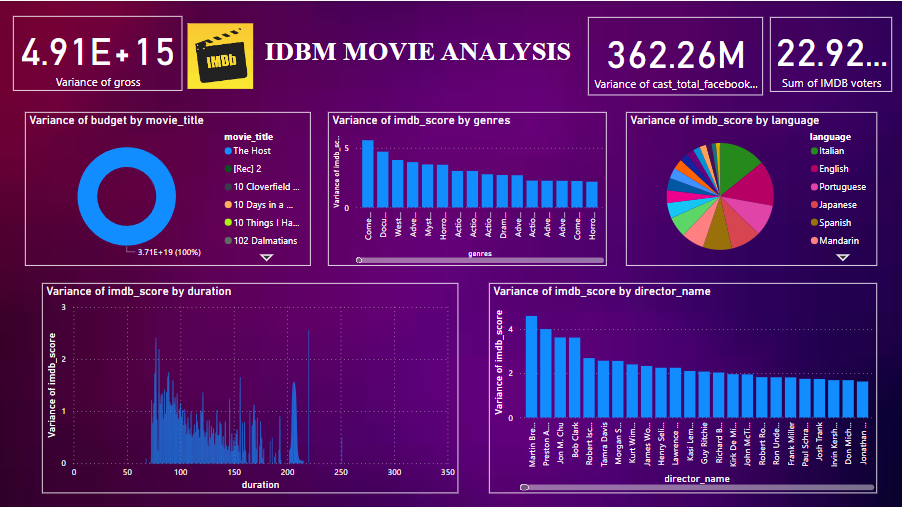 4.91E+15
Variance of gross
IMBb
IDBM MOVIE ANALYSIS
362.26M
Variance of cast_total_facebook...
22.92...
Sum of IMDB voters
Variance of budget by movie_title
movie_title
The Host
[Rec] 2
10 Cloverfield ...
10 Days in a ...
10 Things I Ha...
102 Dalmatians
3.71E+19 (100%)
Variance of imdb_score by genres
Variance of imdb_sc...
5
0
Come...
Docu...
West...
Adve...
Myst...
Horro...
Actio...
Actio...
Dram...
Adve...
Actio...
Adve...
Adve...
Come...
Horro...
genres
Variance of imdb_score by language
language
Italian
English
Portuguese
Japanese
Spanish
Mandarin
Variance of imdb_score by duration
Variance of imdb_score
3
2
1
0
0
50
100
150
200
250
300
350
duration
Variance of imdb_score by director_name
Variance of imdb_score
4
2
0
Martin Bre...
Preston A...
Jon M. Chu
Bob Clark
Robert Isc...
Tamra Davis
Morgan S...
Kurt Wim...
James Wo...
Henry Seli...
Lawrence ...
Kasi Lem...
Guy Ritchie
Richard B...
Kirk De Mi...
John McTi...
Robert Ro...
Ron Unde...
Frank Miller
Paul Schra...
Josh Trank
Irvin Kersh...
Don Mich...
Jonathan ...
director_name